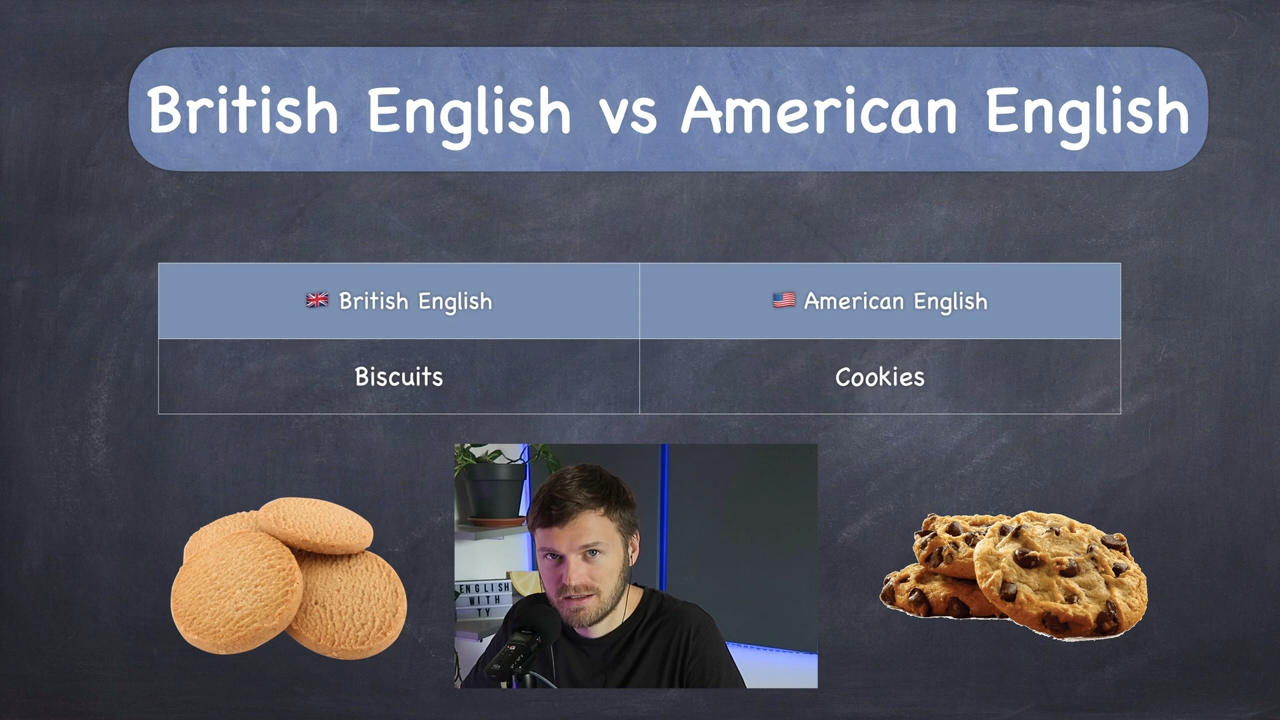 British English vs American English
🇬🇧 British English
🇺🇸 American English
Biscuits
Cookies
ENGLISH
WITH
TY